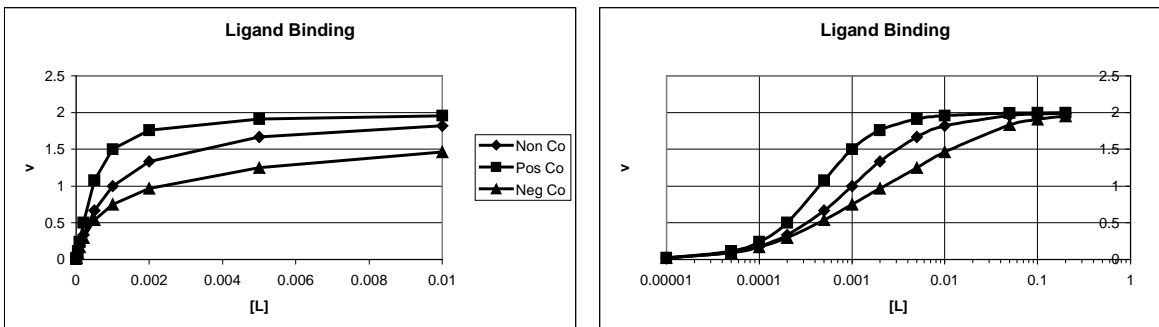 Ligand Binding
2.5
2
1.5
1
0.5
0
v
0 0.002 0.004 0.006 0.008 0.01
[L]
Non Co
Pos Co
Neg Co
Ligand Binding
2.5
2
1.5
1
0.5
0
v
0.00001 0.0001 0.001 0.01 0.1 1
[L]